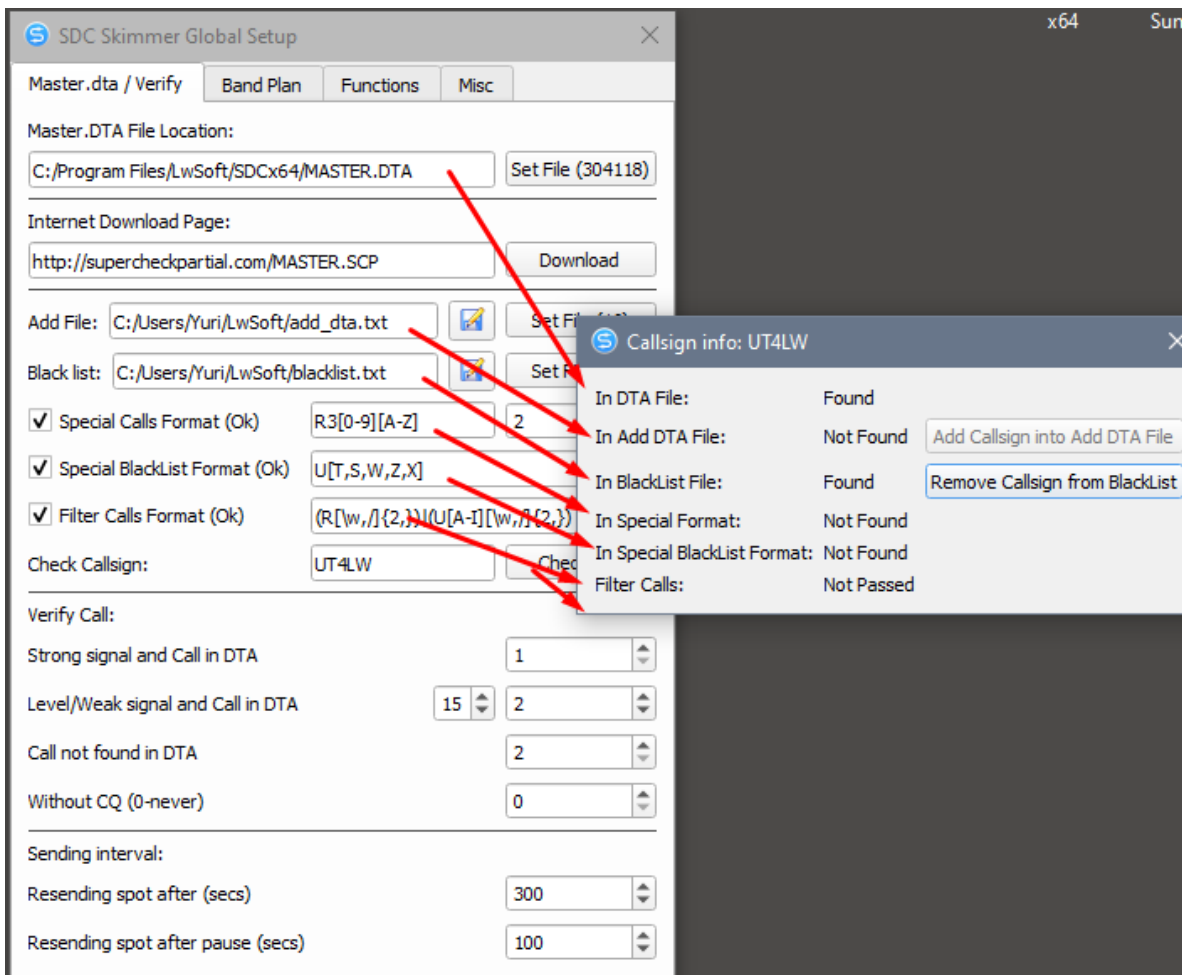 x64 Sun
SDC Skimmer Global Setup
Master.dta / Verify Band Plan Functions Misc
Master.DTA File Location:
C:/Program Files/LwSoft/SDCx64/MASTER.DTA Set File (304118)
Internet Download Page:
http://supercheckpartial.com/MASTER.SCP Download
Add File: C:/Users/Yuri/LwSoft/add_dta.txt Set
Black list: C:/Users/Yuri/LwSoft/blacklist.txt Set
Special Calls Format (Ok) R3[0-9][A-Z] 2
Special BlackList Format (Ok) U[T,S,W,Z,X]
Filter Calls Format (Ok) (R[\w,/]{2,})|(U[A-I][\w,/]{2,})
Check Callsign: UT4LW Chec
Callsign info: UT4LW
In DTA File: Found
In Add DTA File: Not Found Add Callsign into Add DTA File
In BlackList File: Found Remove Callsign from BlackList
In Special Format: Not Found
In Special BlackList Format: Not Found
Filter Calls: Not Passed
Verify Call:
Strong signal and Call in DTA 1
Level/Weak signal and Call in DTA 15 2
Call not found in DTA 2
Without CQ (0-never) 0
Sending interval:
Resending spot after (secs) 300
Resending spot after pause (secs) 100